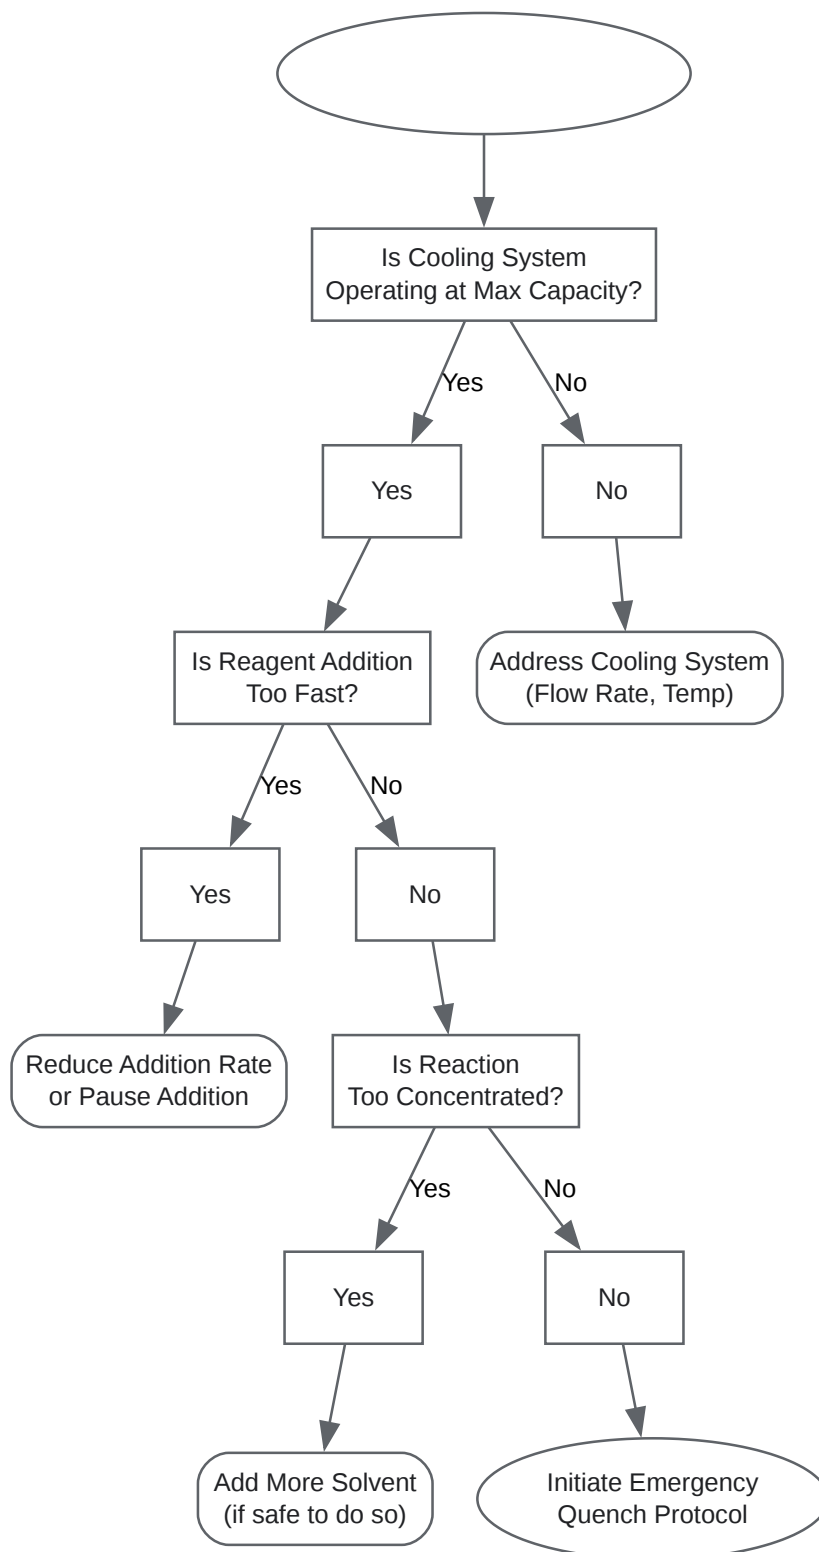 Is Cooling System
Operating at Max Capacity?
Yes
No
Yes
No
Is Reagent Addition
Too Fast?
Address Cooling System
(Flow Rate, Temp)
Yes
No
Yes
No
Reduce Addition Rate
or Pause Addition
Is Reaction
Too Concentrated?
Yes
No
Yes
No
Add More Solvent
(if safe to do so)
Initiate Emergency
Quench Protocol